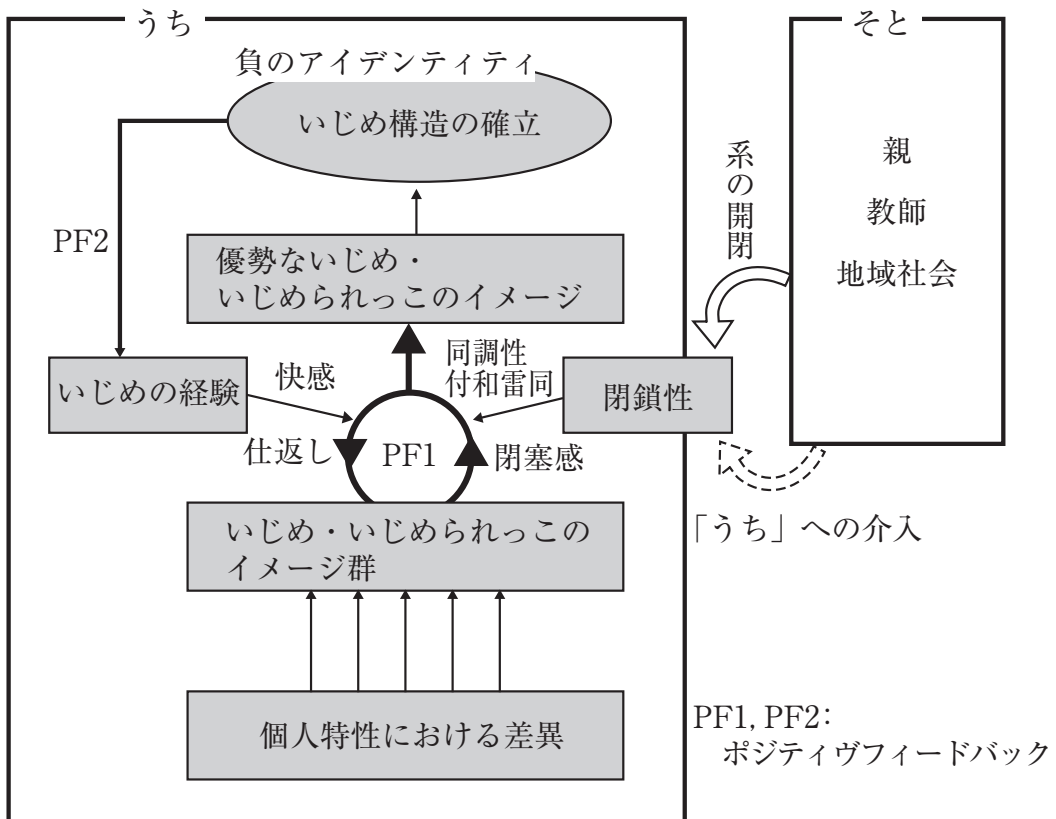 うち
そと
負のアイデンティティ
いじめ構造の確立
系の開閉
親
教師
地域社会
PF2
優勢ないじめ・
いじめられっこのイメージ
いじめの経験
快感
同調性
付和雷同
閉鎖性
仕返し
PF1
閉塞感
いじめ・いじめられっこの
イメージ群
「うち」への介入
個人特性における差異
PF1, PF2:
ポジティヴフィードバック